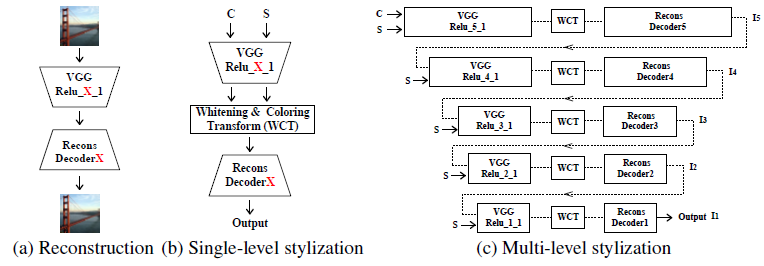 VGG
Relu_X_1
Recons
DecoderX
(a) Reconstruction
C S
VGG
Relu_X_1
Whitening & Coloring
Transform (WCT)
Recons
DecoderX
Output
(b) Single-level stylization
C
S
VGG
Relu_5_1
WCT
Recons
Decoder5
I5
S
VGG
Relu_4_1
WCT
Recons
Decoder4
I4
S
VGG
Relu_3_1
WCT
Recons
Decoder3
I3
S
VGG
Relu_2_1
WCT
Recons
Decoder2
I2
S
VGG
Relu_1_1
WCT
Recons
Decoder1
Output I1
(c) Multi-level stylization